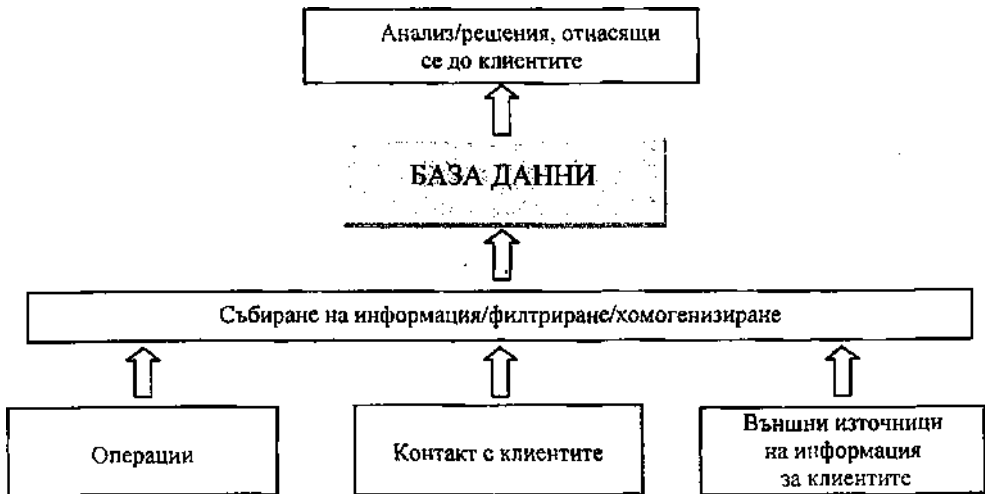 Анализ/решения, отнасящи
се до клиентите
БАЗА ДАННИ
Събиране на информация/филтриране/хомогенизиране
Операции
Контакт с клиентите
Външни източници
на информация
за клиентите